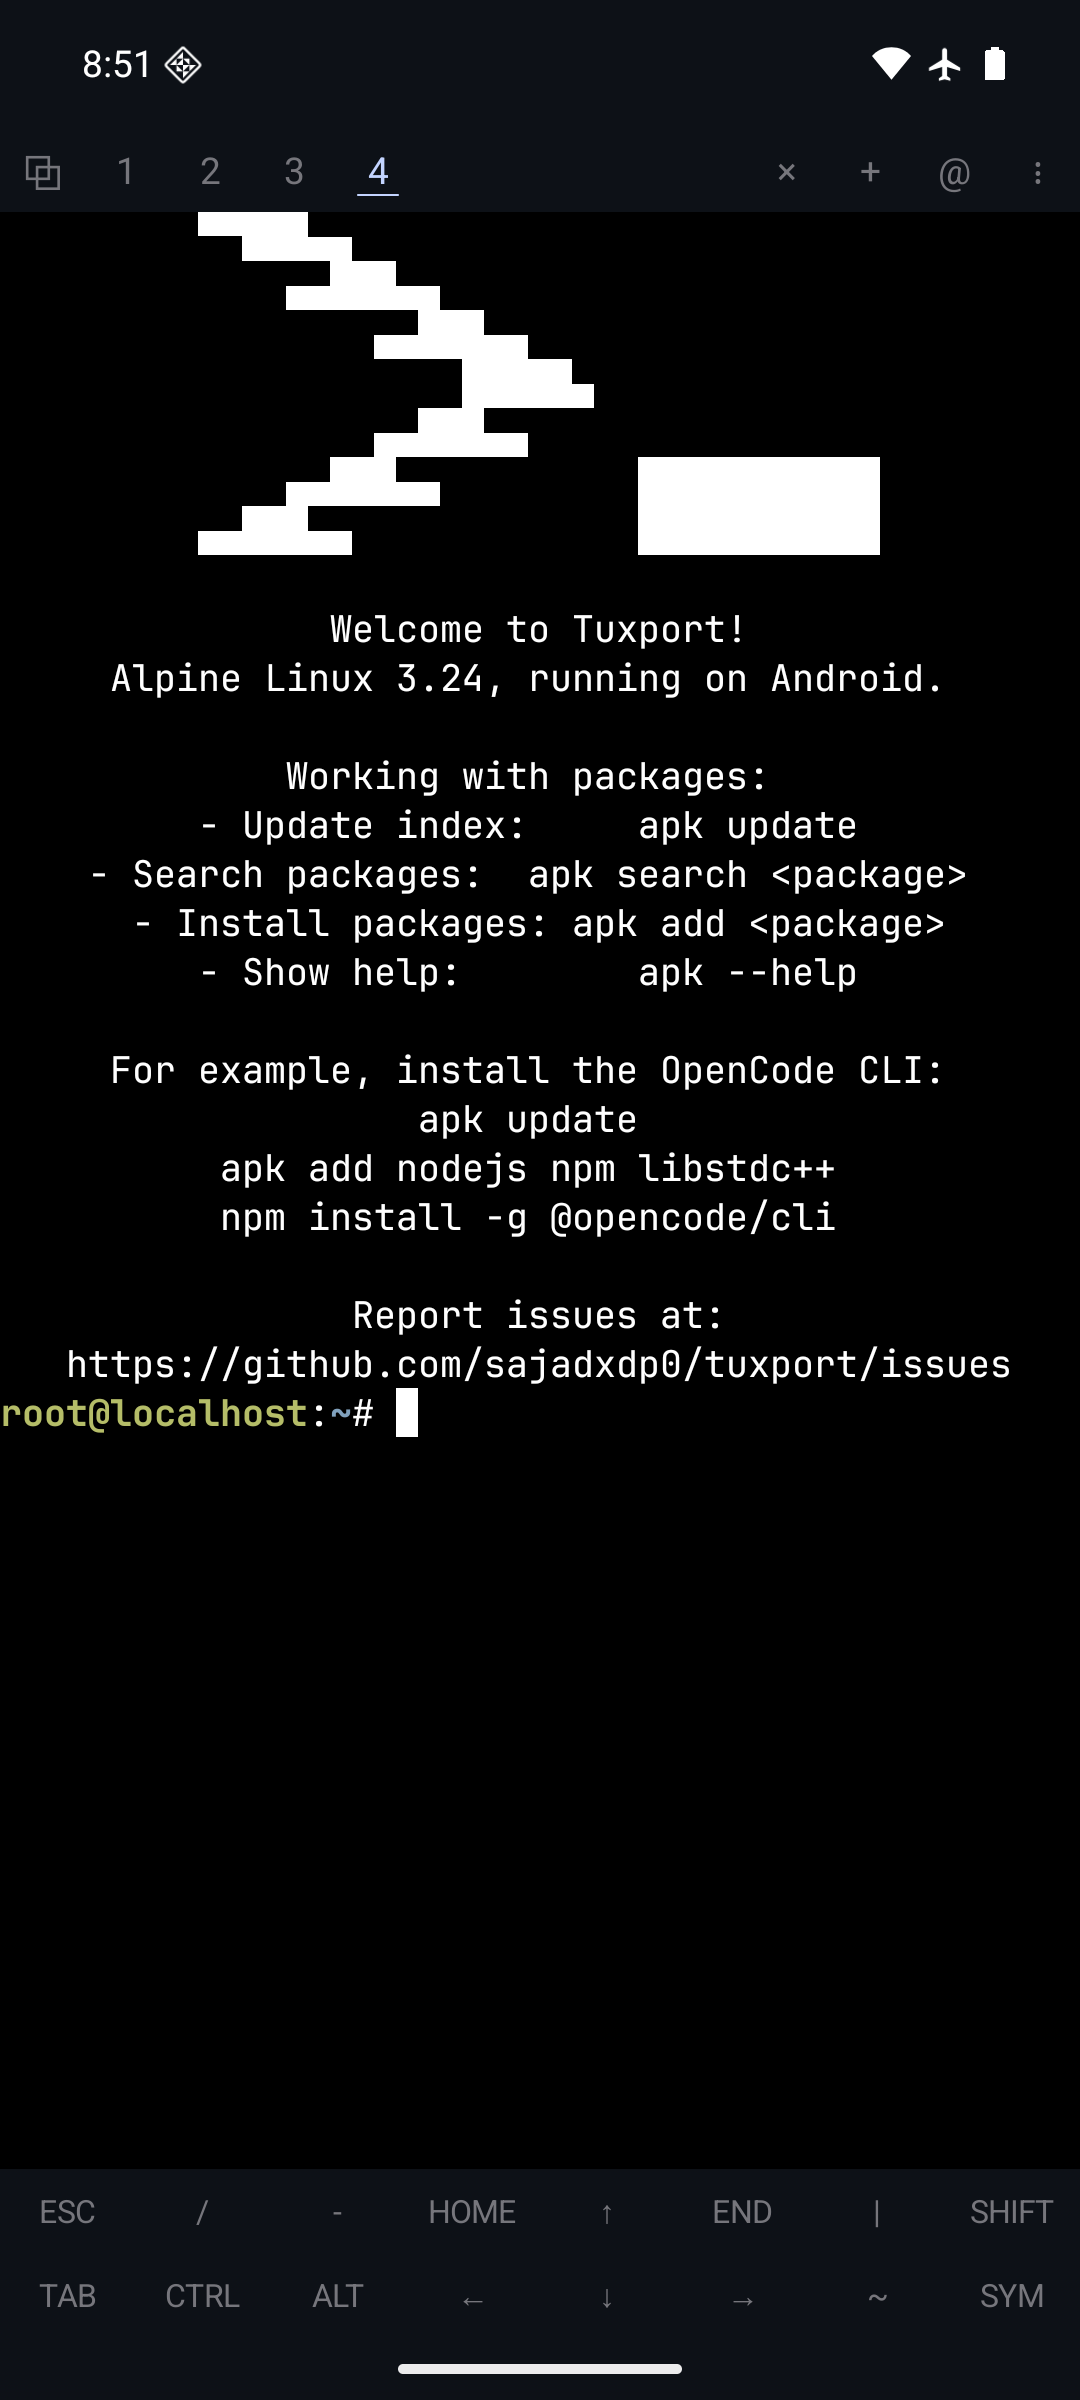 8:51
1 2 3 4 × + @
Welcome to Tuxport!
Alpine Linux 3.24, running on Android.
Working with packages:
- Update index: apk update
- Search packages: apk search <package>
- Install packages: apk add <package>
- Show help: apk --help
For example, install the OpenCode CLI:
apk update
apk add nodejs npm libstdc++
npm install -g @opencode/cli
Report issues at:
https://github.com/sajadxdp0/tuxport/issues
root@localhost:~#
ESC / - HOME ↑ END | SHIFT
TAB CTRL ALT ← ↓ → ~ SYM